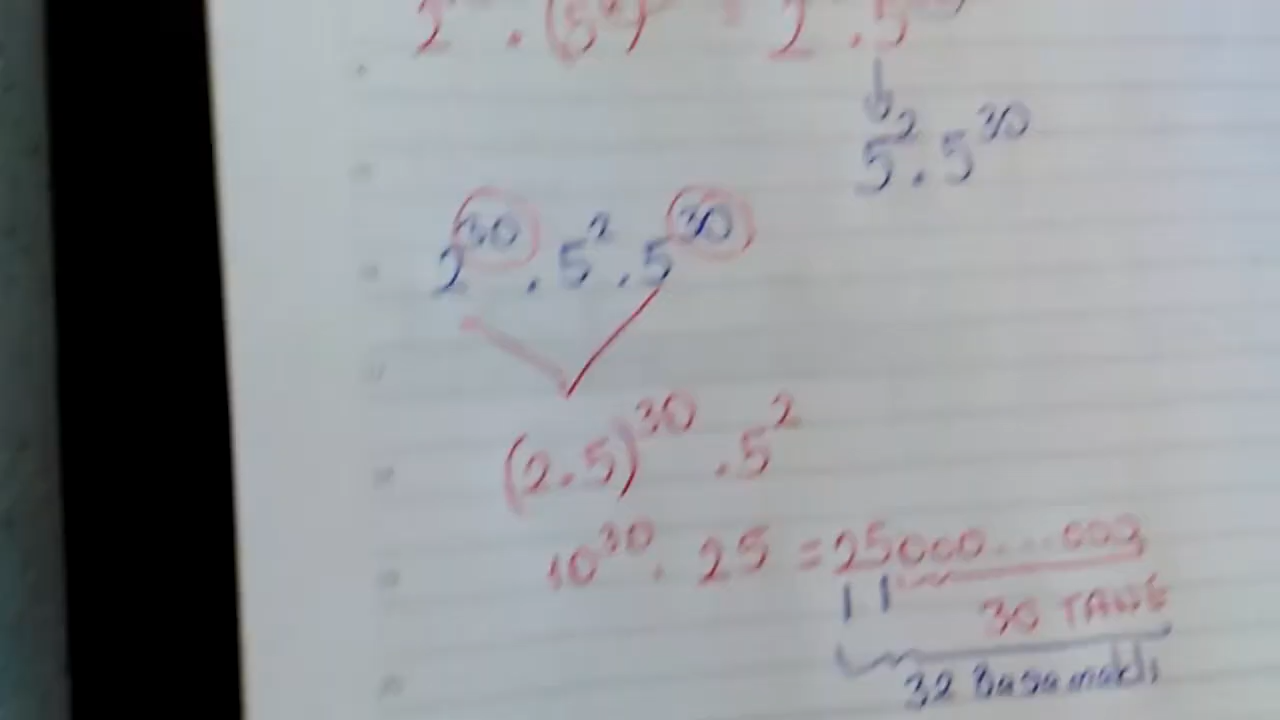 5² . 5³⁰
2³⁰ . 5² . 5³⁰
(2.5)³⁰ . 5²
10³⁰ . 25 = 25000...000
30 TANE
32 Basamaklı